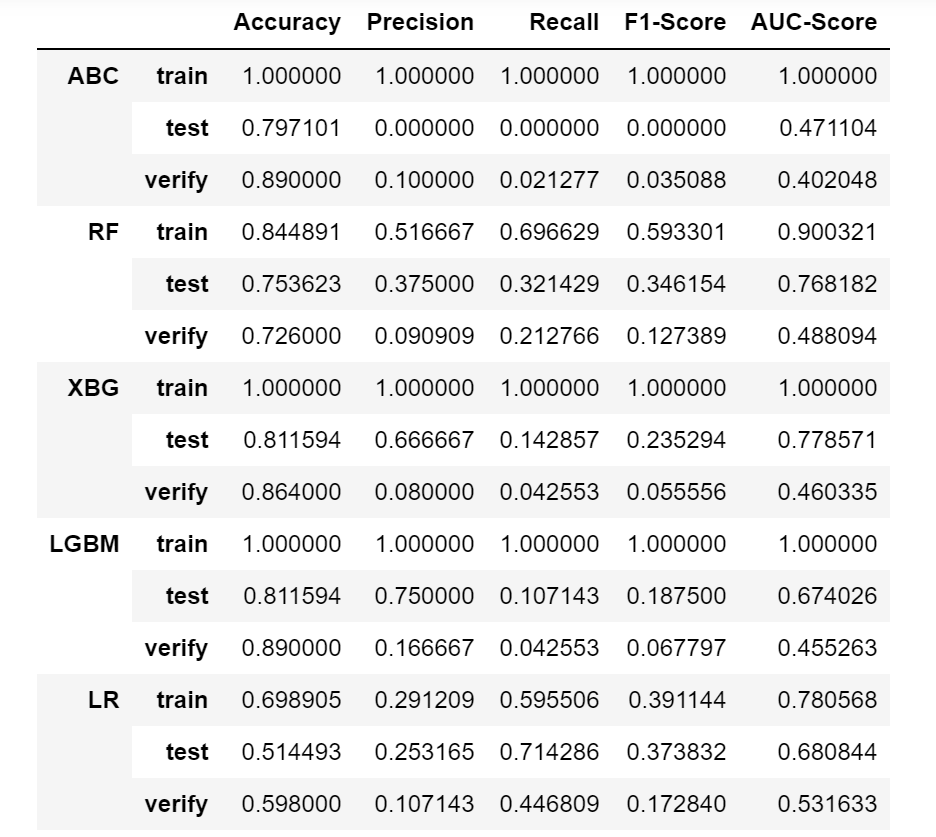 Accuracy Precision Recall F1-Score AUC-Score
ABC train 1.000000 1.000000 1.000000 1.000000 1.000000
test 0.797101 0.000000 0.000000 0.000000 0.471104
verify 0.890000 0.100000 0.021277 0.035088 0.402048
RF train 0.844891 0.516667 0.696629 0.593301 0.900321
test 0.753623 0.375000 0.321429 0.346154 0.768182
verify 0.726000 0.090909 0.212766 0.127389 0.488094
XBG train 1.000000 1.000000 1.000000 1.000000 1.000000
test 0.811594 0.666667 0.142857 0.235294 0.778571
verify 0.864000 0.080000 0.042553 0.055556 0.460335
LGBM train 1.000000 1.000000 1.000000 1.000000 1.000000
test 0.811594 0.750000 0.107143 0.187500 0.674026
verify 0.890000 0.166667 0.042553 0.067797 0.455263
LR train 0.698905 0.291209 0.595506 0.391144 0.780568
test 0.514493 0.253165 0.714286 0.373832 0.680844
verify 0.598000 0.107143 0.446809 0.172840 0.531633